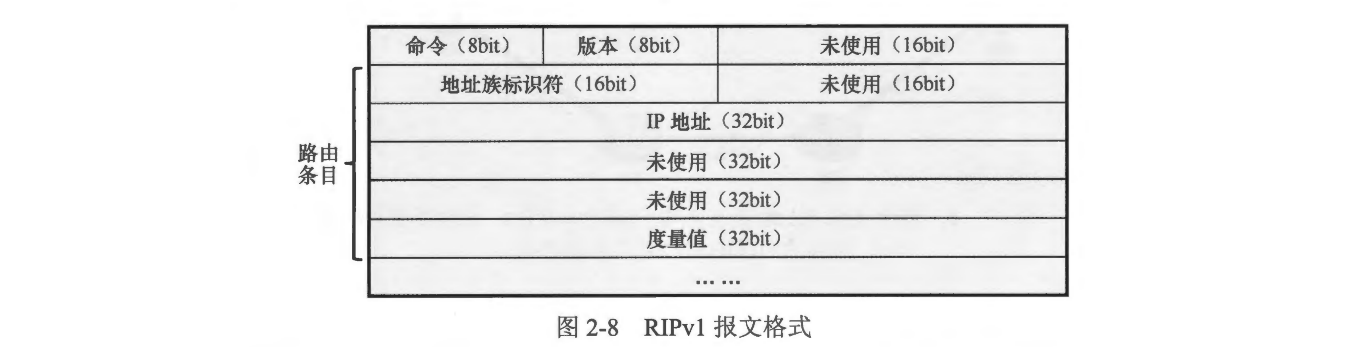 命令（8bit） 版本（8bit） 未使用（16bit）
地址族标识符（16bit） 未使用（16bit）
IP 地址（32bit）
路由
条目
未使用（32bit）
未使用（32bit）
度量值（32bit）
… …
图 2-8 RIPv1 报文格式